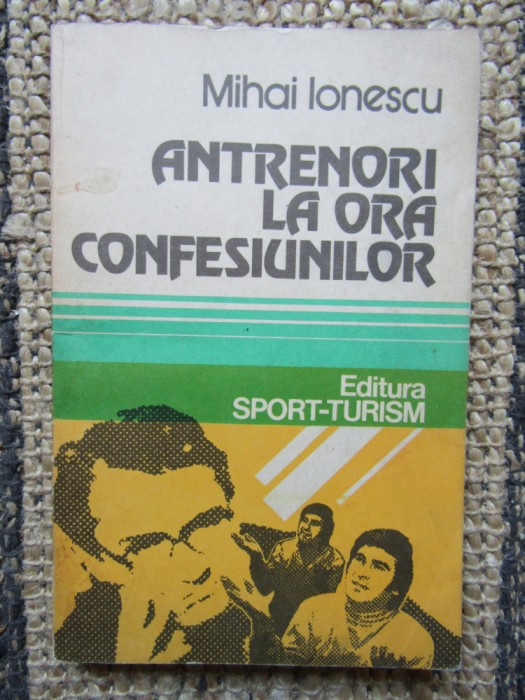 Mihai Ionescu
ANTRENORI
LA ORA
CONFESIUNILOR
Editura
SPORT-TURISM